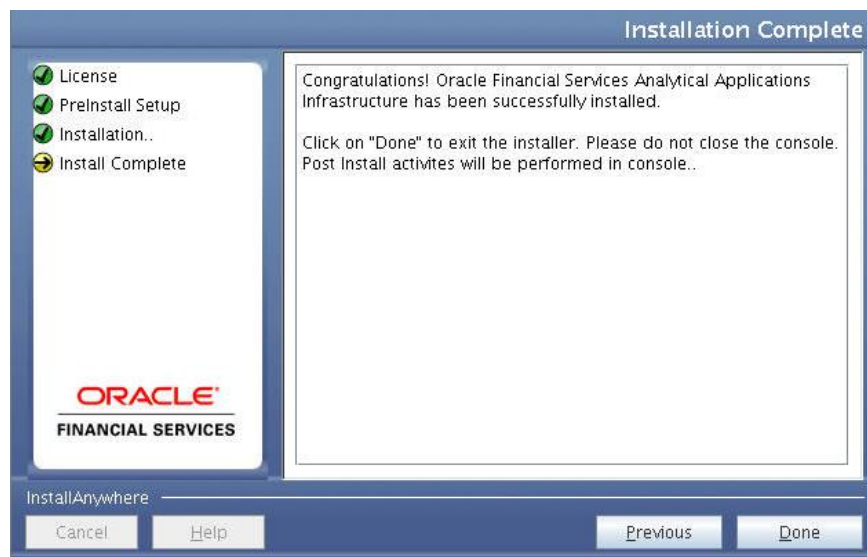 Installation Complete
License
PreInstall Setup
Installation..
Install Complete
ORACLE®
FINANCIAL SERVICES
Congratulations! Oracle Financial Services Analytical Applications
Infrastructure has been successfully installed.
Click on "Done" to exit the installer. Please do not close the console.
Post Install activites will be performed in console..
InstallAnywhere
Cancel
Help
Previous
Done